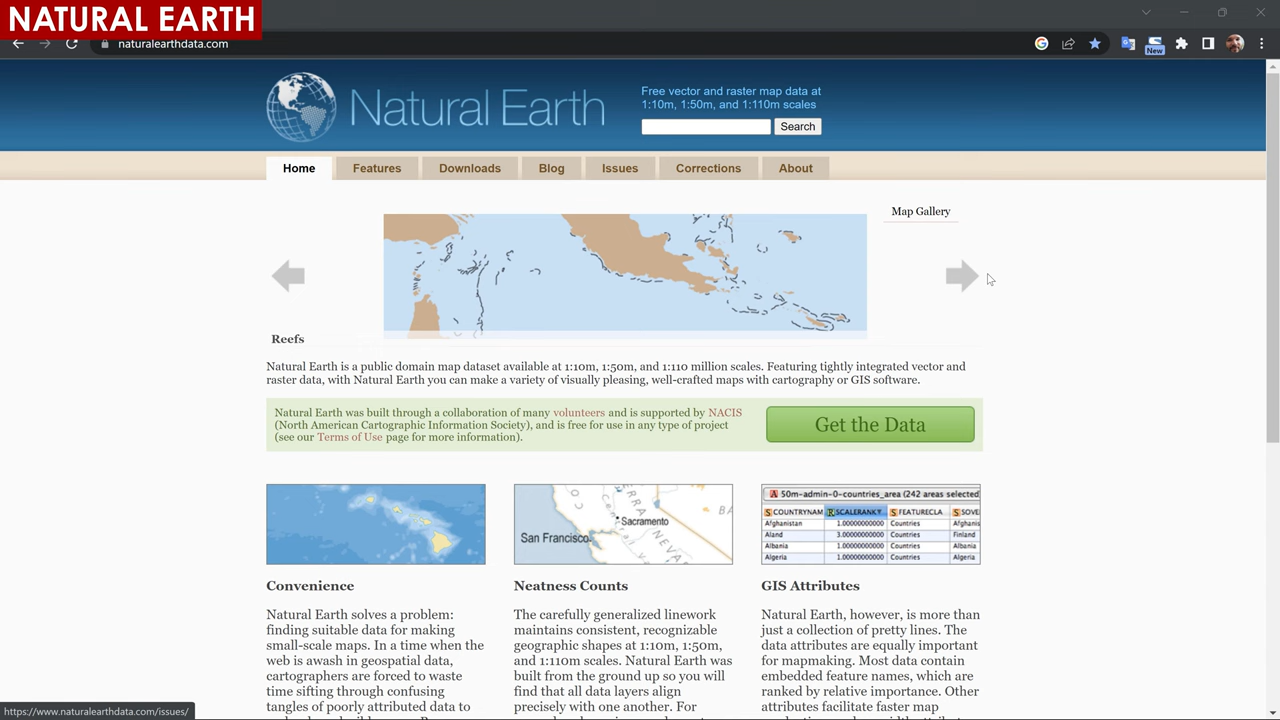 NATURAL EARTH
naturalearthdata.com
New
Natural Earth
Free vector and raster map data at
1:10m, 1:50m, and 1:110m scales
Search
Home
Features
Downloads
Blog
Issues
Corrections
About
Map Gallery
Reefs
Natural Earth is a public domain map dataset available at 1:10m, 1:50m, and 1:110 million scales. Featuring tightly integrated vector and
raster data, with Natural Earth you can make a variety of visually pleasing, well-crafted maps with cartography or GIS software.
Natural Earth was built through a collaboration of many volunteers and is supported by NACIS
(North American Cartographic Information Society), and is free for use in any type of project
(see our Terms of Use page for more information).
Get the Data
Sacramento
San Francisco
50m-admin-0-countries_area (242 areas selected
COUNTRYNAM
SCALERANK
FEATURECLA
SOVE
Afghanistan 1.00000000000 Countries Afghanis
Aland 3.00000000000 Countries Finland
Albania 1.00000000000 Countries Albania
Algeria 1.00000000000 Countries Algeria
Convenience
Natural Earth solves a problem:
finding suitable data for making
small-scale maps. In a time when the
web is awash in geospatial data,
cartographers are forced to waste
time sifting through confusing
tangles of poorly attributed data to
Neatness Counts
The carefully generalized linework
maintains consistent, recognizable
geographic shapes at 1:10m, 1:50m,
and 1:110m scales. Natural Earth was
built from the ground up so you will
find that all data layers align
precisely with one another. For
GIS Attributes
Natural Earth, however, is more than
just a collection of pretty lines. The
data attributes are equally important
for mapmaking. Most data contain
embedded feature names, which are
ranked by relative importance. Other
attributes facilitate faster map
https://www.naturalearthdata.com/issues/